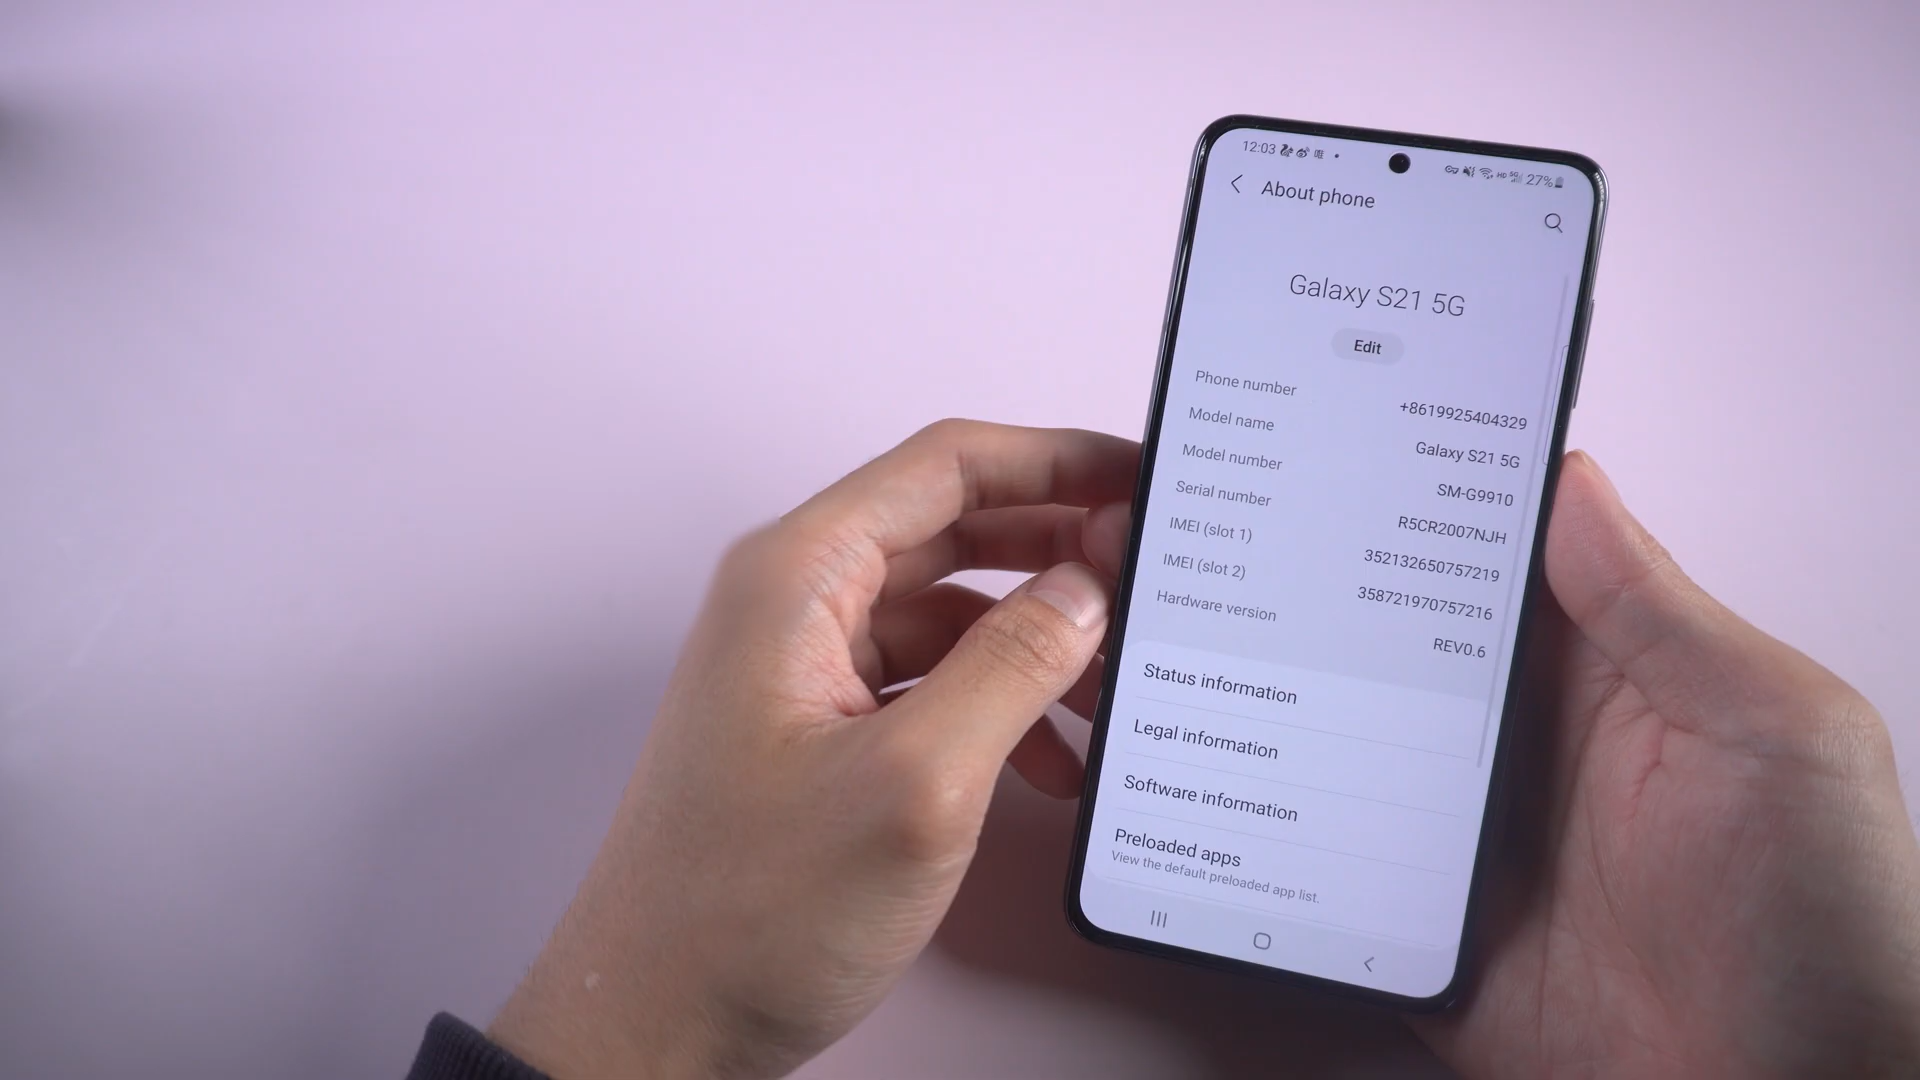 12:03
HD 5G 27%
About phone
Galaxy S21 5G
Edit
Phone number +8619925404329
Model name Galaxy S21 5G
Model number SM-G9910
Serial number R5CR2007NJH
IMEI (slot 1) 352132650757219
IMEI (slot 2) 358721970757216
Hardware version REV0.6
Status information
Legal information
Software information
Preloaded apps
View the default preloaded app list.